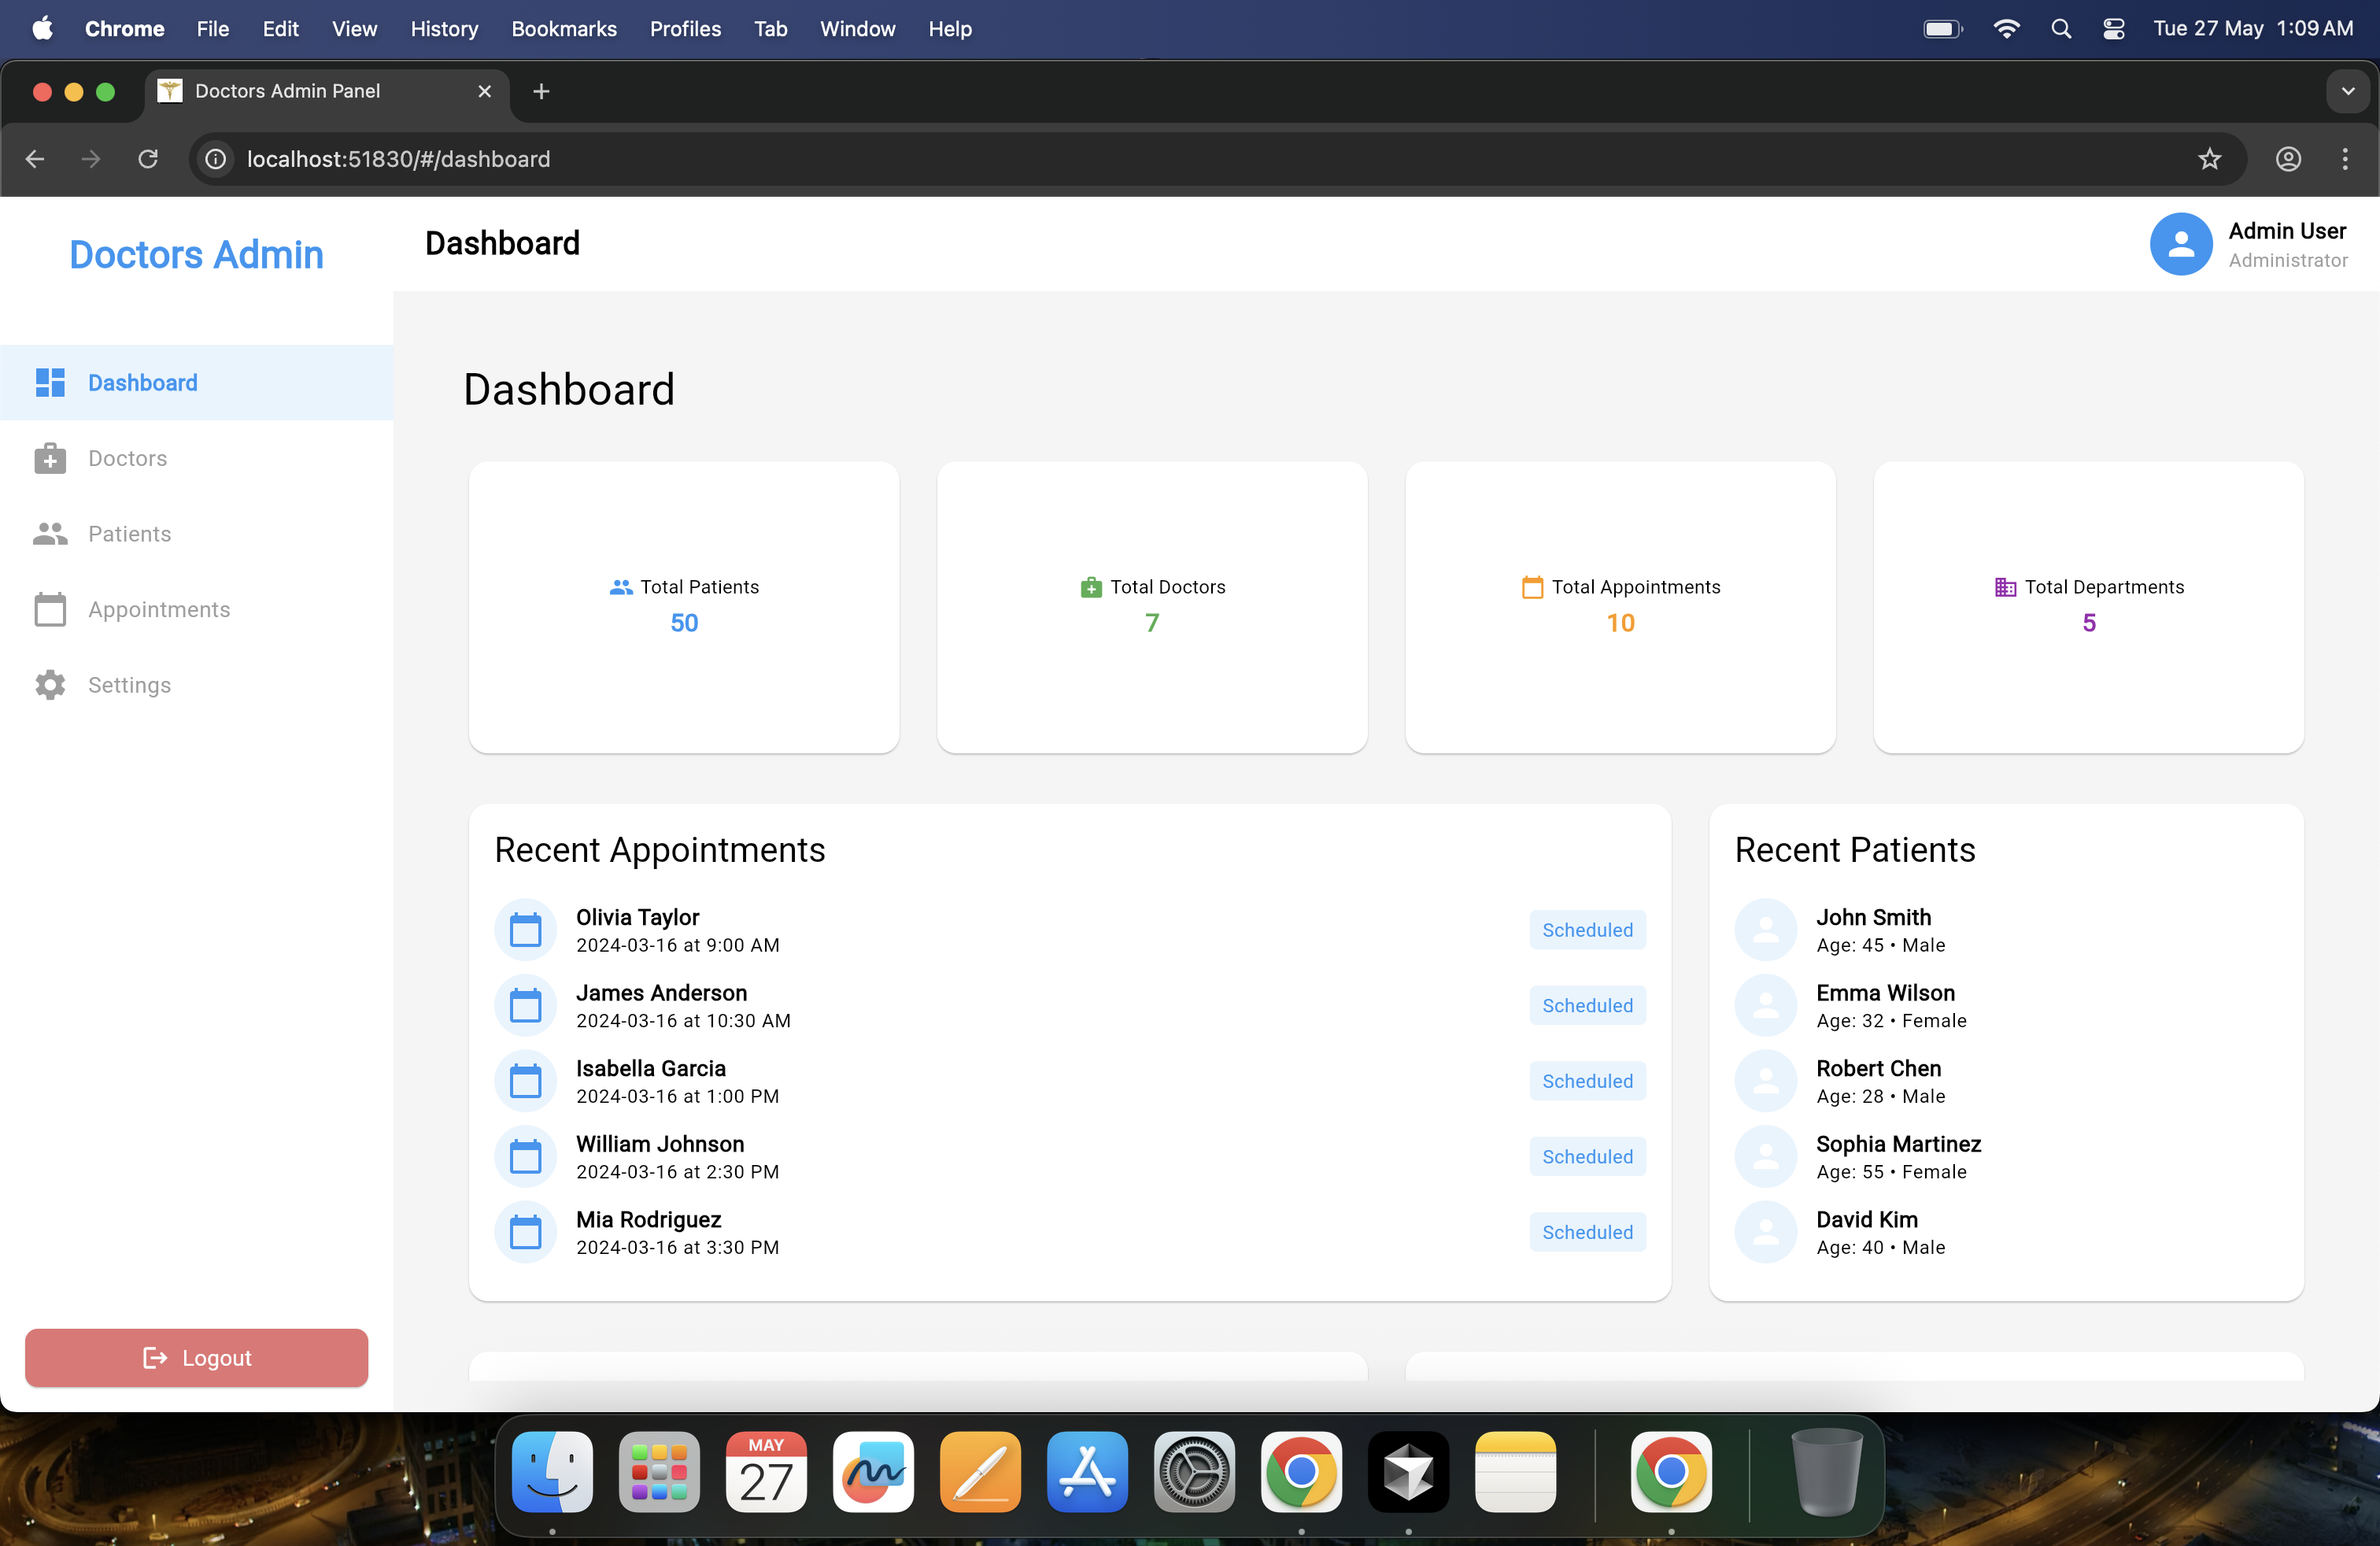 Chrome File Edit View History Bookmarks Profiles Tab Window Help Tue 27 May 1:09 AM
Doctors Admin Panel
localhost:51830/#/dashboard
Doctors Admin
Dashboard
Doctors
Patients
Appointments
Settings
Logout
Dashboard
Admin User
Administrator
Dashboard
Total Patients
50
Total Doctors
7
Total Appointments
10
Total Departments
5
Recent Appointments
Olivia Taylor
2024-03-16 at 9:00 AM
Scheduled
James Anderson
2024-03-16 at 10:30 AM
Scheduled
Isabella Garcia
2024-03-16 at 1:00 PM
Scheduled
William Johnson
2024-03-16 at 2:30 PM
Scheduled
Mia Rodriguez
2024-03-16 at 3:30 PM
Scheduled
Recent Patients
John Smith
Age: 45 • Male
Emma Wilson
Age: 32 • Female
Robert Chen
Age: 28 • Male
Sophia Martinez
Age: 55 • Female
David Kim
Age: 40 • Male
MAY
27